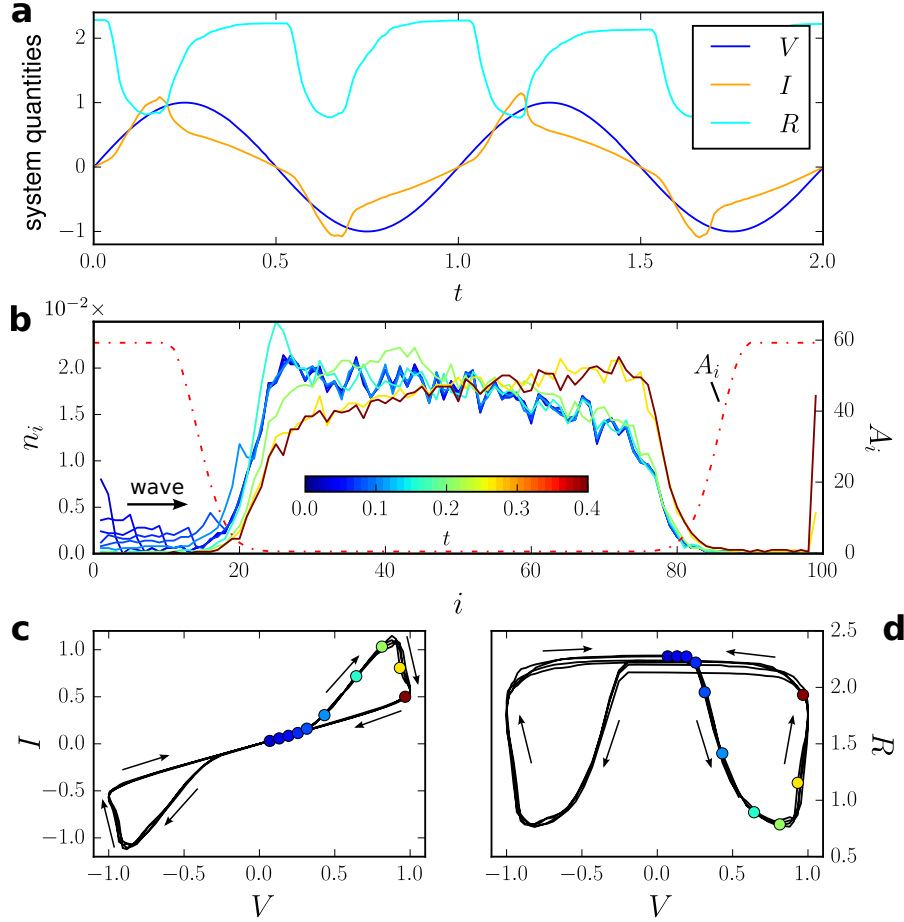 a
system quantities
2
1
0
−1
V
I
R
0.0 0.5 1.0 1.5 2.0
t
b
10⁻²×
n_i
2.0
1.5
1.0
0.5
0.0
wave
A_i
0.0 0.1 0.2 0.3 0.4
t
60
40
20
0
A_i
0 20 40 60 80 100
i
c
I
1.0
0.5
0.0
−0.5
−1.0
−1.0 −0.5 0.0 0.5 1.0
V
d
2.5
2.0
1.5
1.0
0.5
R
−1.0 −0.5 0.0 0.5 1.0
V